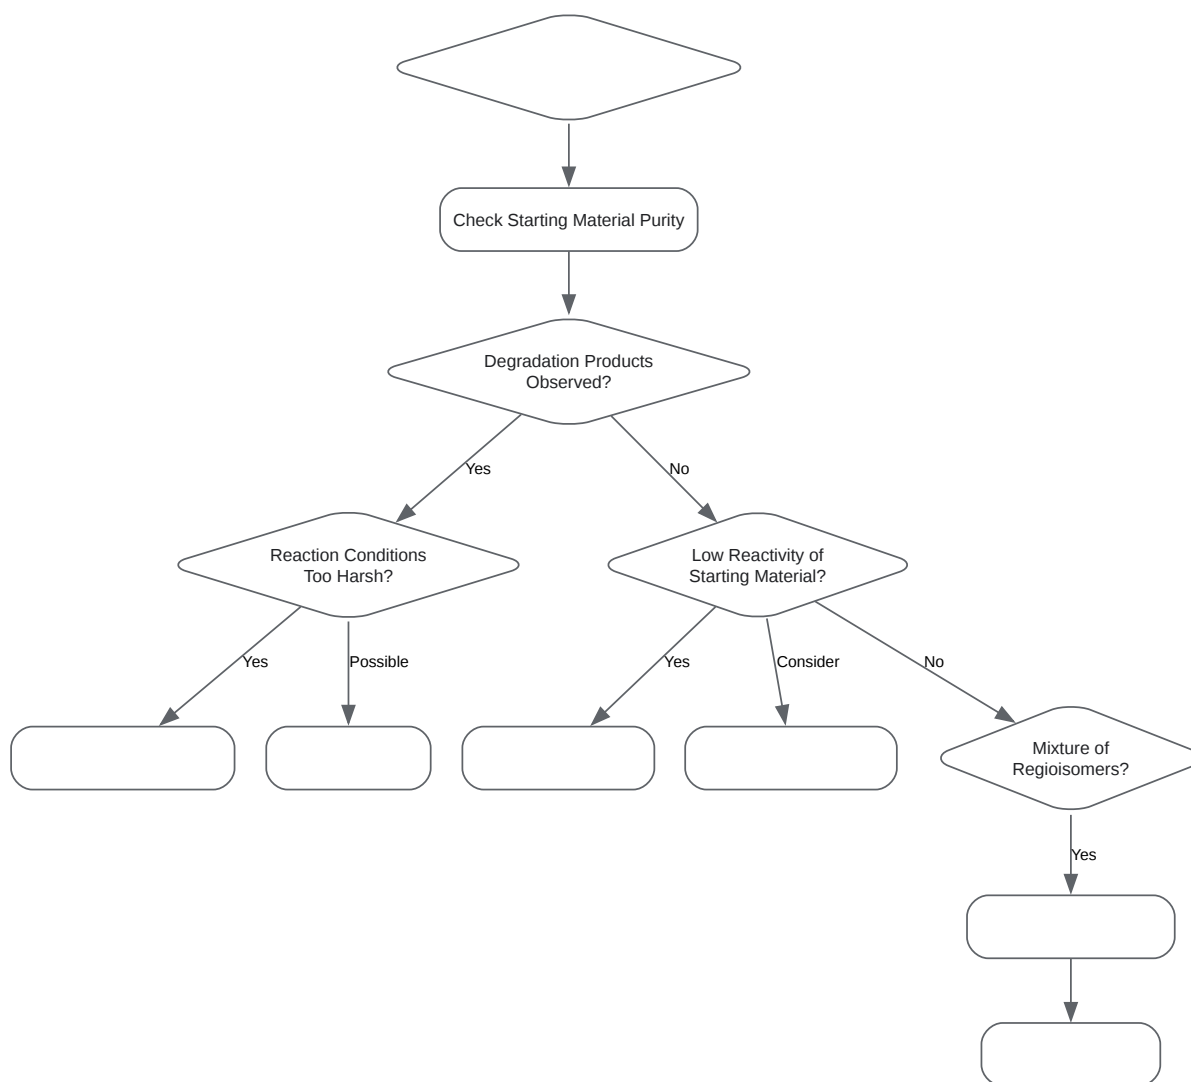 Check Starting Material Purity
Degradation Products
Observed?
Yes
No
Reaction Conditions
Too Harsh?
Low Reactivity of
Starting Material?
Yes
Possible
Yes
Consider
No
Mixture of
Regioisomers?
Yes